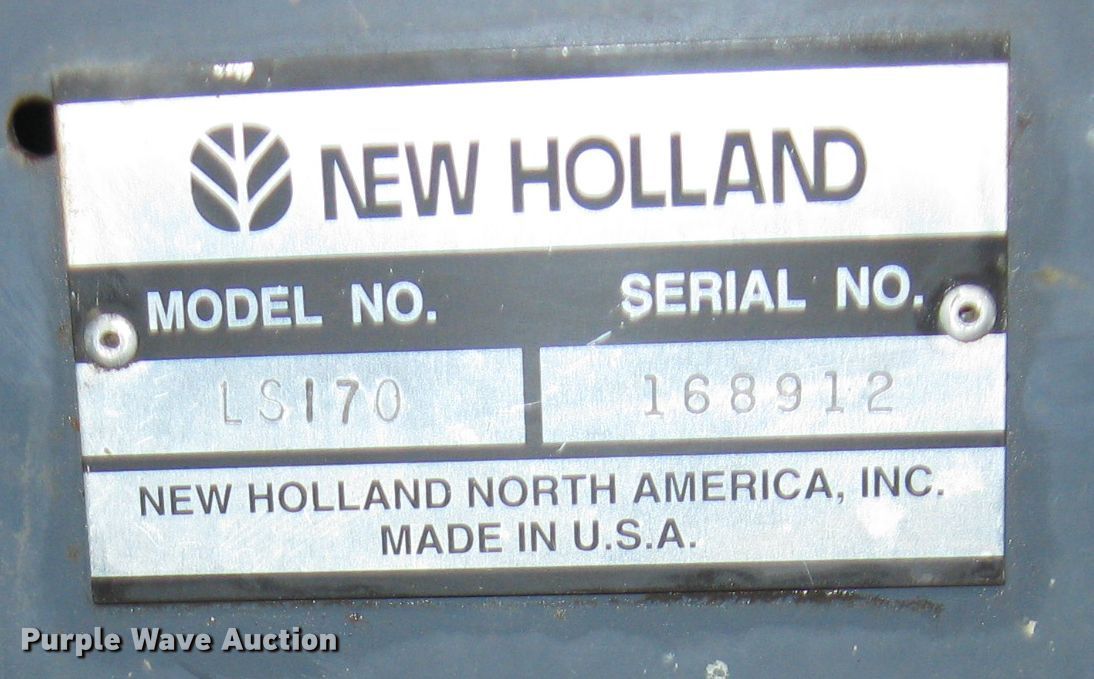 NEW HOLLAND
MODEL NO. SERIAL NO.
LS170 168912
NEW HOLLAND NORTH AMERICA, INC.
MADE IN U.S.A.
Purple Wave Auction